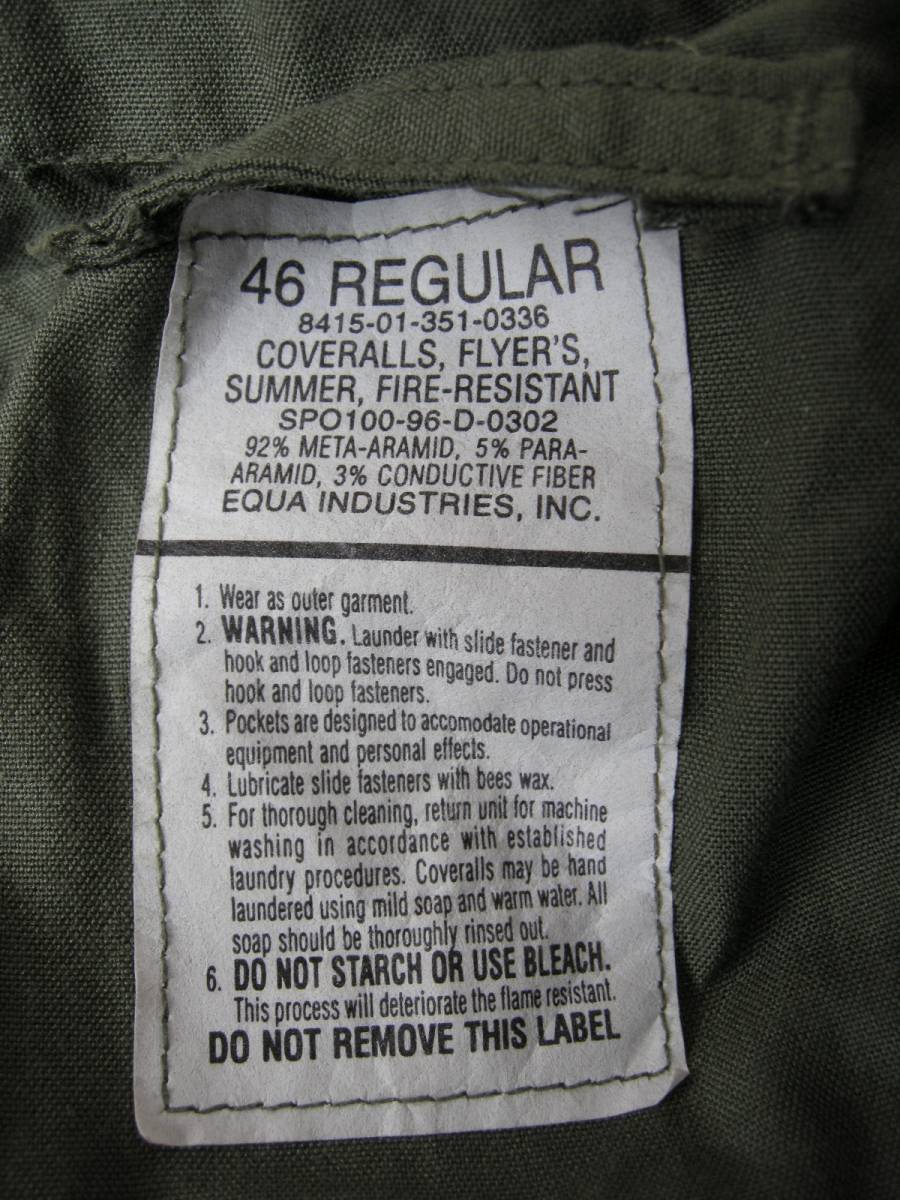 46 REGULAR
8415-01-351-0336
COVERALLS, FLYER'S,
SUMMER, FIRE-RESISTANT
SPO100-96-D-0302
92% META-ARAMID, 5% PARA-
ARAMID, 3% CONDUCTIVE FIBER
EQUA INDUSTRIES, INC.
1. Wear as outer garment.
2. WARNING. Launder with slide fastener and
hook and loop fasteners engaged. Do not press
hook and loop fasteners.
3. Pockets are designed to accomodate operational
equipment and personal effects.
4. Lubricate slide fasteners with bees wax.
5. For thorough cleaning, return unit for machine
washing in accordance with established
laundry procedures. Coveralls may be hand
laundered using mild soap and warm water. All
soap should be thoroughly rinsed out.
6. DO NOT STARCH OR USE BLEACH.
This process will deteriorate the flame resistant.
DO NOT REMOVE THIS LABEL